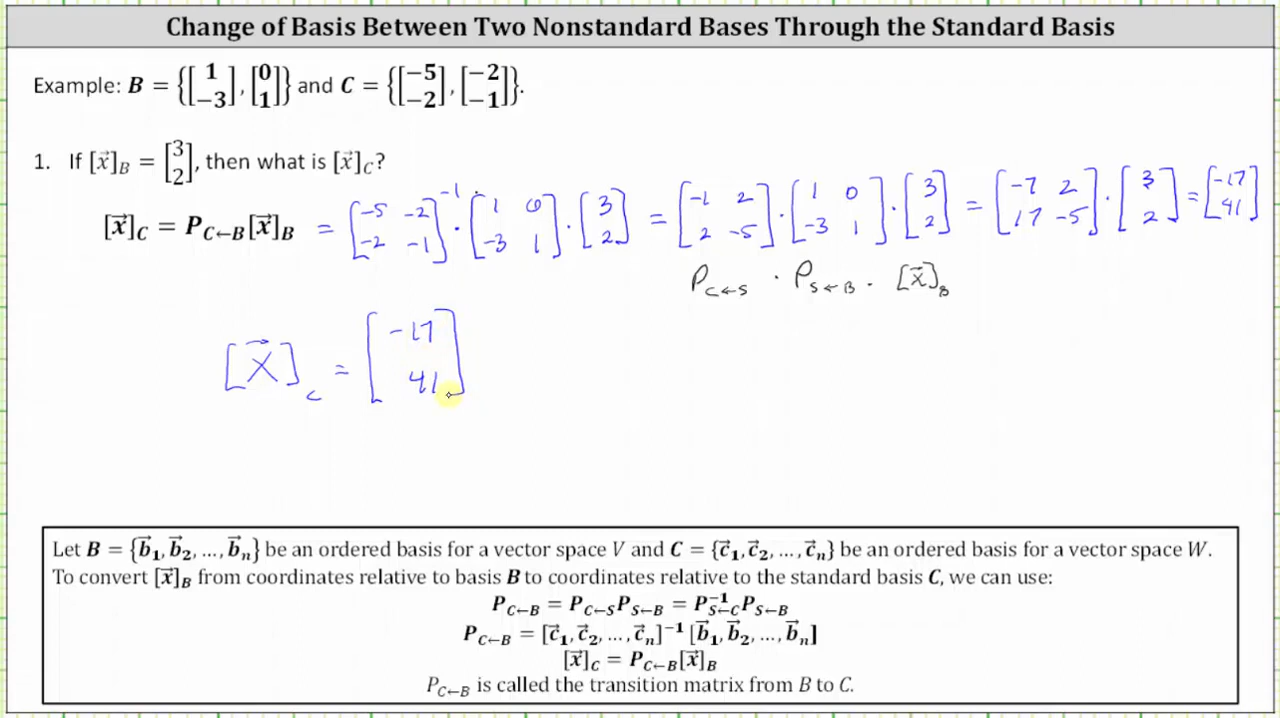 Change of Basis Between Two Nonstandard Bases Through the Standard Basis
Example: B = {[1 -3], [0 1]} and C = {[-5 -2], [-2 -1]}.
1. If [x⃗]_B = [3 2], then what is [x⃗]_C?
[x⃗]_C = P_{C←B}[x⃗]_B = [-5 -2; -2 -1]^{-1} · [1 0; -3 1] · [3; 2] = [-1 2; 2 -5] · [1 0; -3 1] · [3; 2] = [-7 2; 17 -5] · [3; 2] = [-17; 41]
P_{C←S} · P_{S←B} · [x⃗]_B
[x⃗]_C = [-17; 41]
Let B = {b⃗_1, b⃗_2, ..., b⃗_n} be an ordered basis for a vector space V and C = {c⃗_1, c⃗_2, ..., c⃗_n} be an ordered basis for a vector space W.
To convert [x⃗]_B from coordinates relative to basis B to coordinates relative to the standard basis C, we can use:
P_{C←B} = P_{C←S}P_{S←B} = P_{S←C}^{-1}P_{S←B}
P_{C←B} = [c⃗_1, c⃗_2, ..., c⃗_n]^{-1} [b⃗_1, b⃗_2, ..., b⃗_n]
[x⃗]_C = P_{C←B}[x⃗]_B
P_{C←B} is called the transition matrix from B to C.